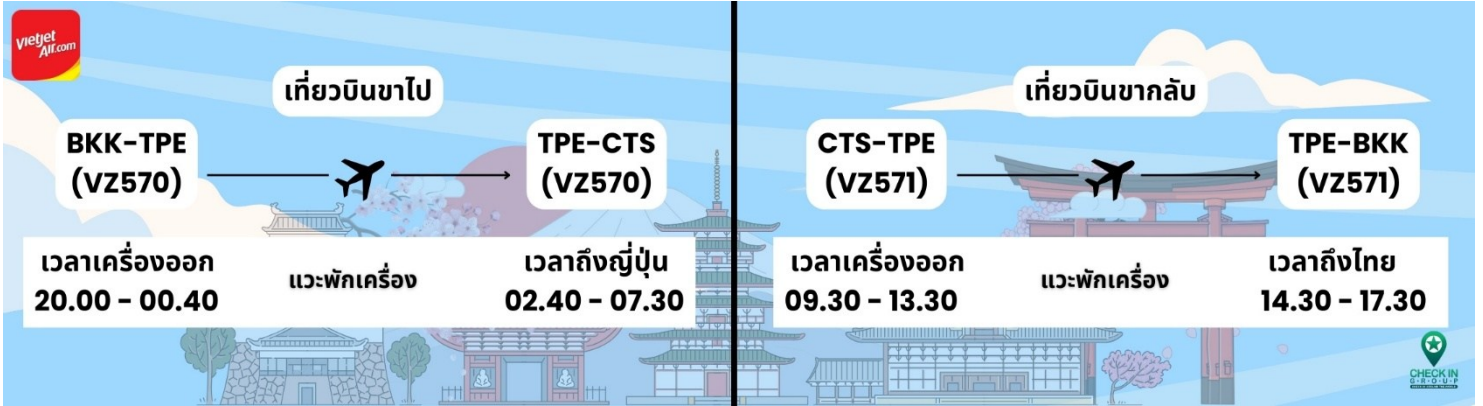 vietjet
Air.com
เที่ยวบินขาไป
BKK-TPE
(VZ570)
TPE-CTS
(VZ570)
เวลาเครื่องออก
20.00 - 00.40
แวะพักเครื่อง
เวลาถึงญี่ปุ่น
02.40 - 07.30
เที่ยวบินขากลับ
CTS-TPE
(VZ571)
TPE-BKK
(VZ571)
เวลาเครื่องออก
09.30 - 13.30
แวะพักเครื่อง
เวลาถึงไทย
14.30 - 17.30
CHECK IN
G•R•O•U•P